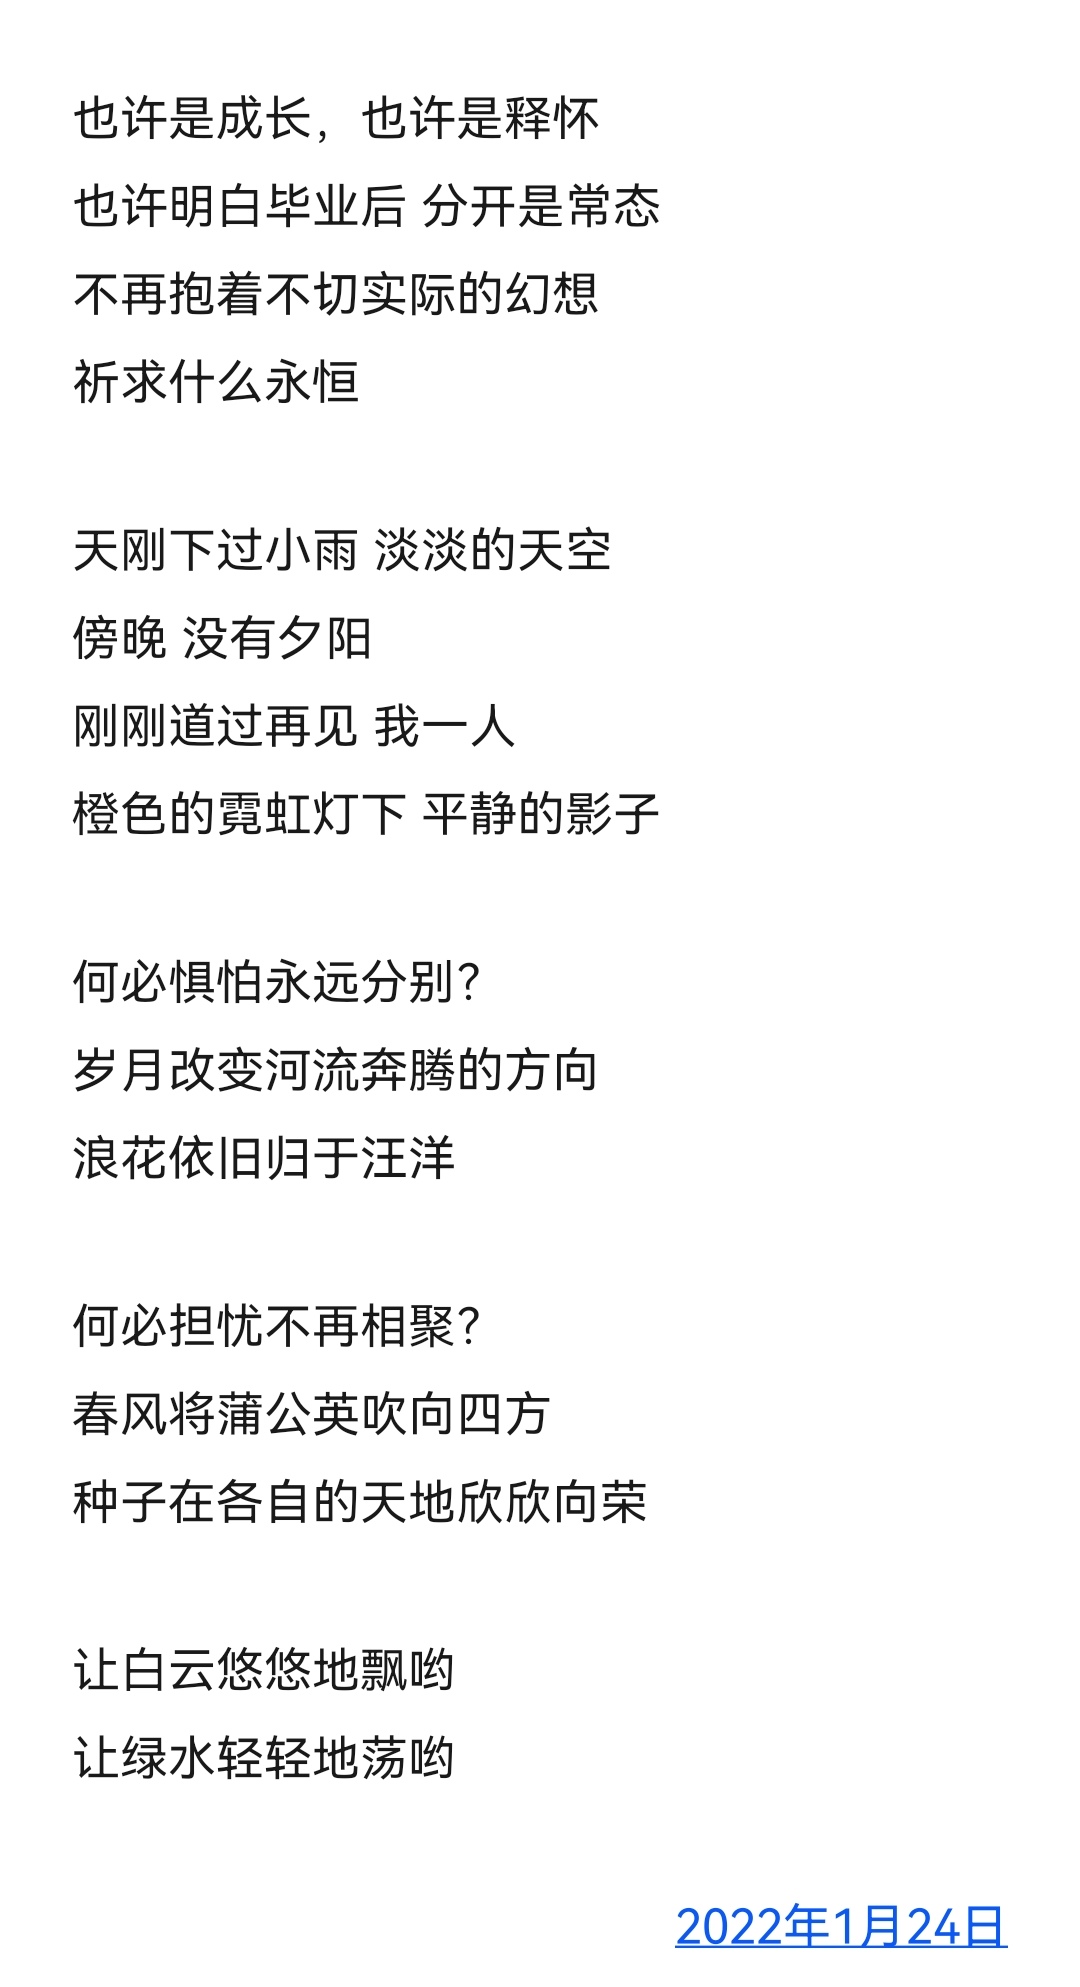 也许是成长，也许是释怀
也许明白毕业后 分开是常态
不再抱着不切实际的幻想
祈求什么永恒
天刚下过小雨 淡淡的天空
傍晚 没有夕阳
刚刚道过再见 我一人
橙色的霓虹灯下 平静的影子
何必惧怕永远分别？
岁月改变河流奔腾的方向
浪花依旧归于汪洋
何必担忧不再相聚？
春风将蒲公英吹向四方
种子在各自的天地欣欣向荣
让白云悠悠地飘哟
让绿水轻轻地荡哟
2022年1月24日